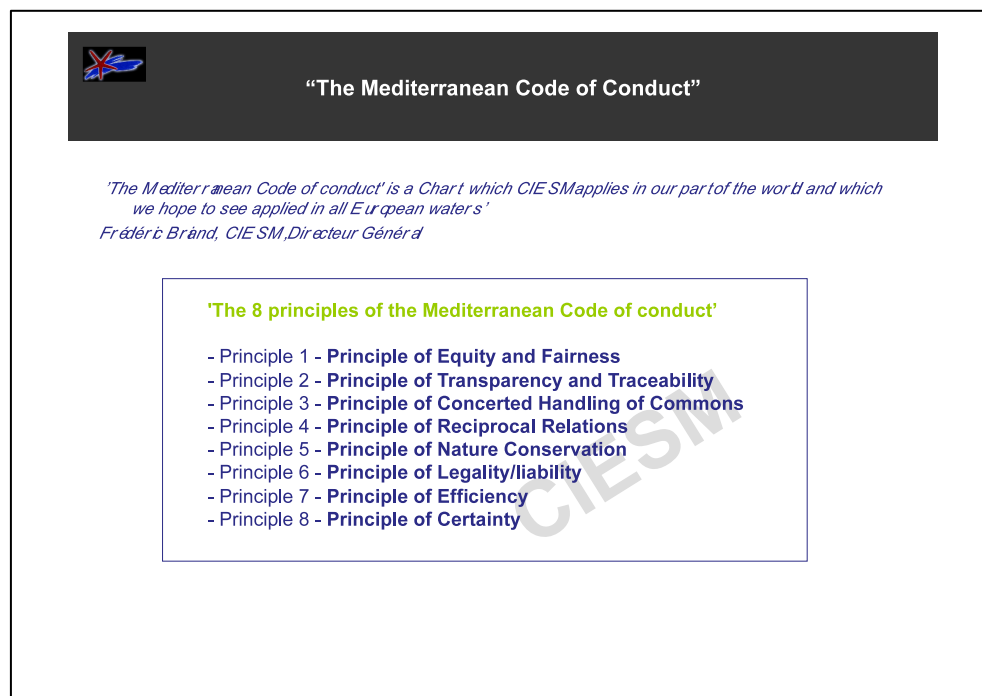 “The Mediterranean Code of Conduct”
'The Mediterranean Code of conduct' is a Chart which CIESM applies in our part of the world and which
we hope to see applied in all European waters’
Frédéric Briand, CIESM, Directeur Général
'The 8 principles of the Mediterranean Code of conduct’
- Principle 1 - Principle of Equity and Fairness
- Principle 2 - Principle of Transparency and Traceability
- Principle 3 - Principle of Concerted Handling of Commons
- Principle 4 - Principle of Reciprocal Relations
- Principle 5 - Principle of Nature Conservation
- Principle 6 - Principle of Legality/liability
- Principle 7 - Principle of Efficiency
- Principle 8 - Principle of Certainty
CIESM